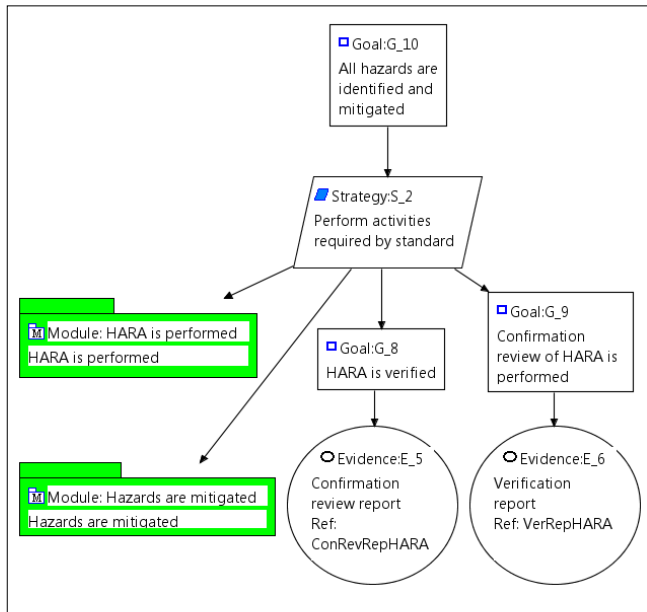 Goal:G_10
All hazards are
identified and
mitigated
Strategy:S_2
Perform activities
required by standard
M Module: HARA is performed
HARA is performed
Goal:G_8
HARA is verified
Goal:G_9
Confirmation
review of HARA is
performed
M Module: Hazards are mitigated
Hazards are mitigated
Evidence:E_5
Confirmation
review report
Ref:
ConRevRepHARA
Evidence:E_6
Verification
report
Ref: VerRepHARA